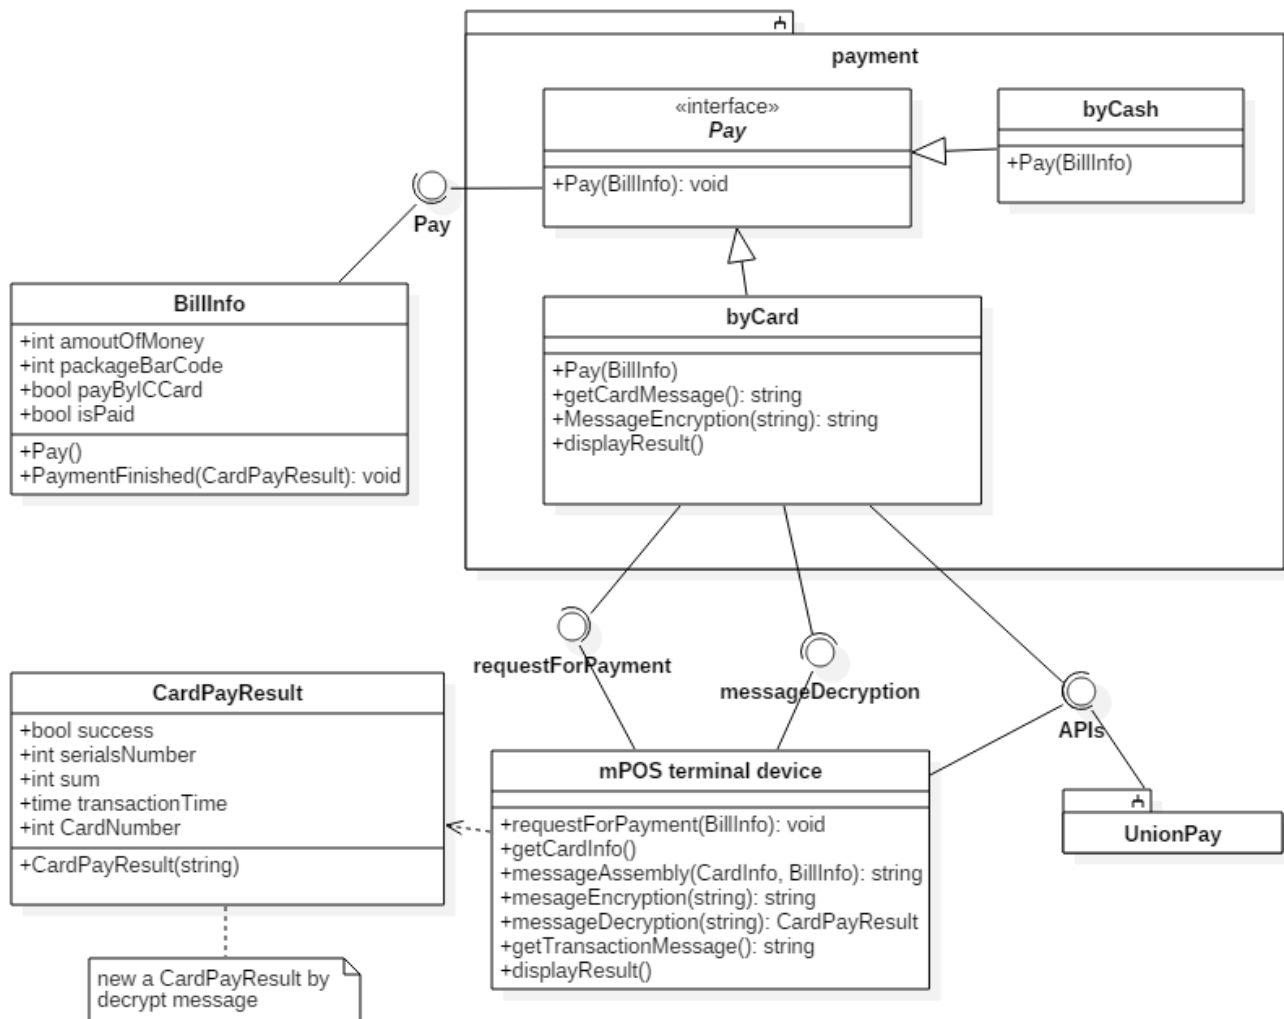 payment
«interface»
Pay
+Pay(BillInfo): void
byCash
+Pay(BillInfo)
Pay
BillInfo
+int amoutOfMoney
+int packageBarCode
+bool payByICCard
+bool isPaid
+Pay()
+PaymentFinished(CardPayResult): void
byCard
+Pay(BillInfo)
+getCardMessage(): string
+MessageEncryption(string): string
+displayResult()
requestForPayment
messageDecryption
APIs
CardPayResult
+bool success
+int serialsNumber
+int sum
+time transactionTime
+int CardNumber
+CardPayResult(string)
mPOS terminal device
+requestForPayment(BillInfo): void
+getCardInfo()
+messageAssembly(CardInfo, BillInfo): string
+mesageEncryption(string): string
+messageDecryption(string): CardPayResult
+getTransactionMessage(): string
+displayResult()
UnionPay
new a CardPayResult by
decrypt message